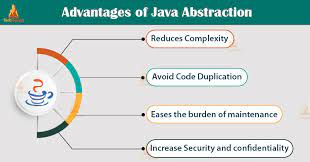 Advantages of Java Abstraction
Reduces Complexity
Avoid Code Duplication
Eases the burden of maintenance
Increase Security and confidentiality